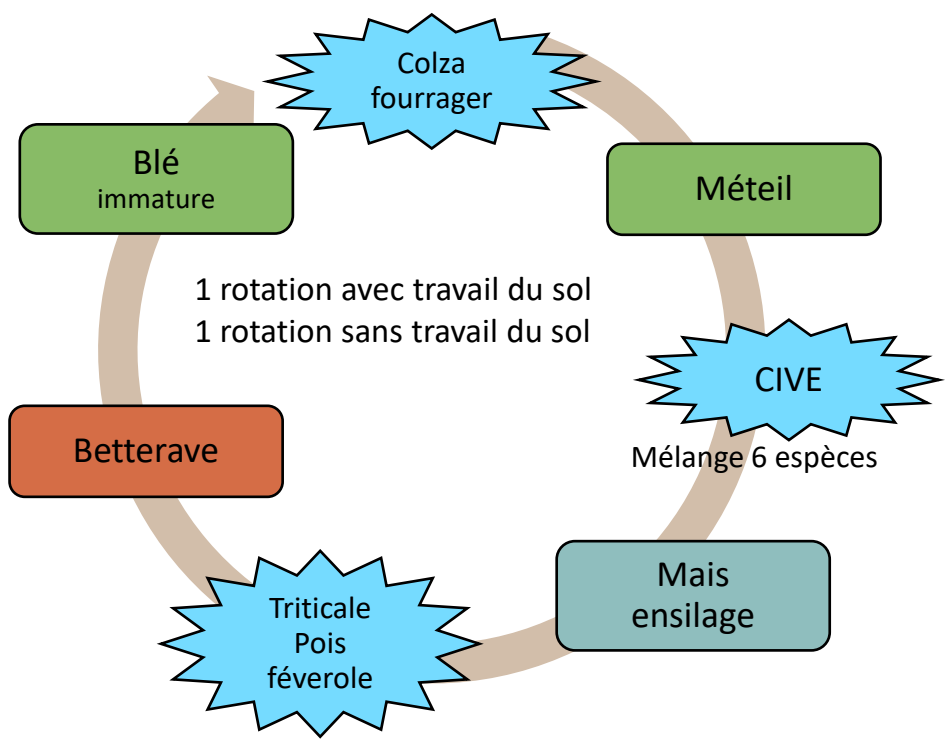 Colza
fourrager
Méteil
CIVE
Mélange 6 espèces
Mais
ensilage
Triticale
Pois
féverole
Betterave
Blé
immature
1 rotation avec travail du sol
1 rotation sans travail du sol